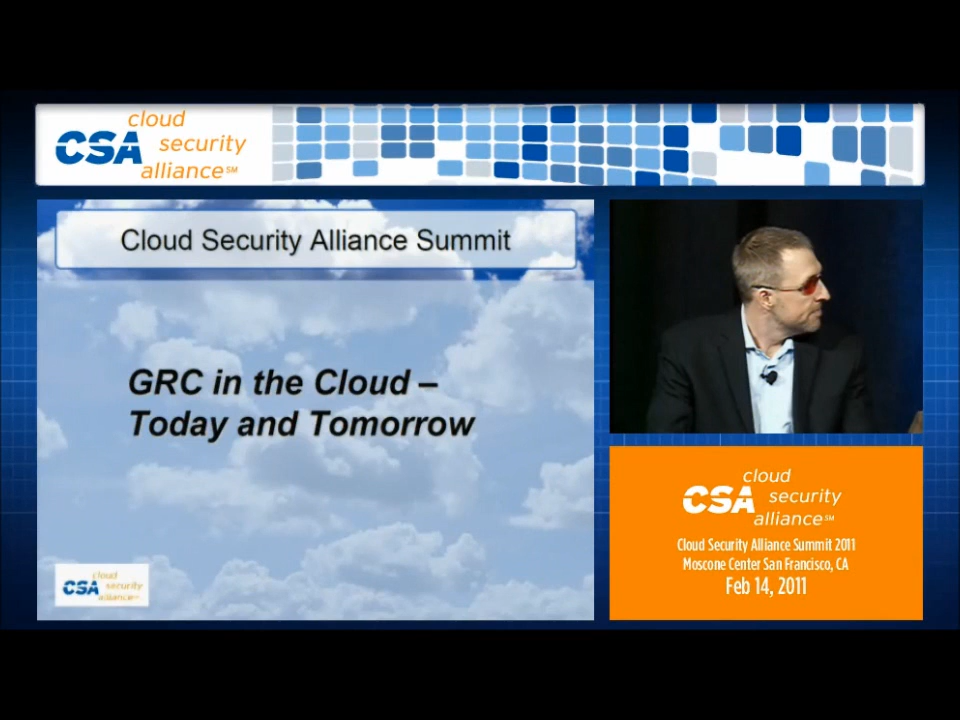 cloud
CSA security
alliance℠
Cloud Security Alliance Summit
GRC in the Cloud –
Today and Tomorrow
cloud
CSA security
alliance℠
cloud
CSA security
alliance℠
Cloud Security Alliance Summit 2011
Moscone Center San Francisco, CA
Feb 14, 2011